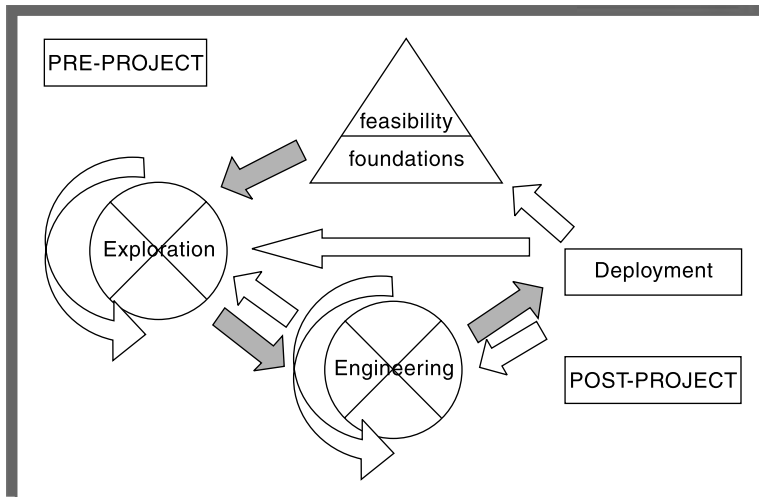 PRE-PROJECT
feasibility
foundations
Exploration
Deployment
Engineering
POST-PROJECT